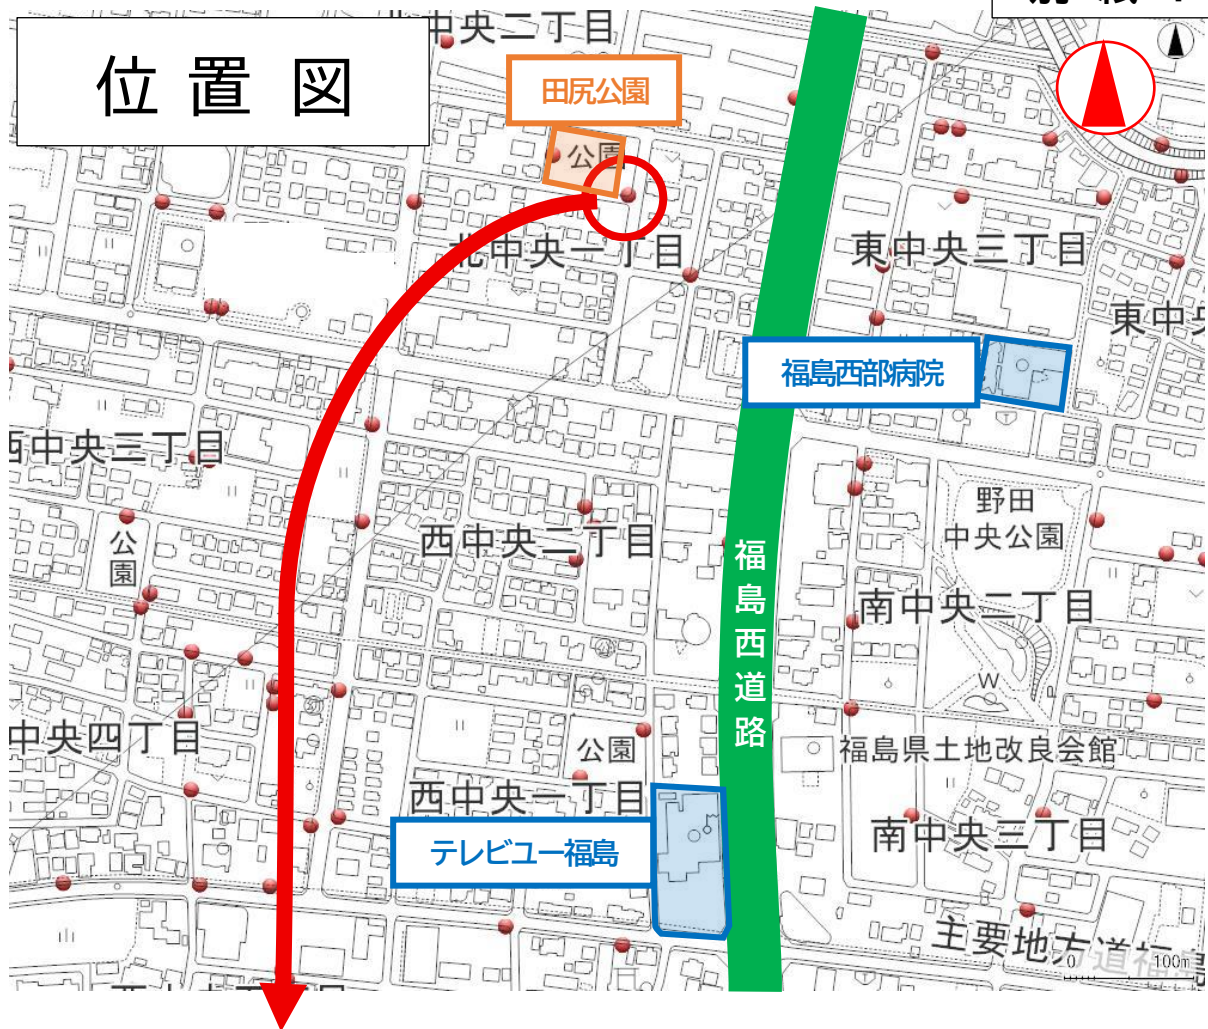 位置図
北中央二丁目
田尻公園
公園
北中央一丁目
東中央三丁目
福島西部病院
西中央三丁目
野田
中央公園
公園
西中央二丁目
福島西道路
南中央二丁目
W
中央四丁目
公園
福島県土地改良会館
西中央一丁目
テレビユー福島
南中央三丁目
主要地方道福島
0
100m